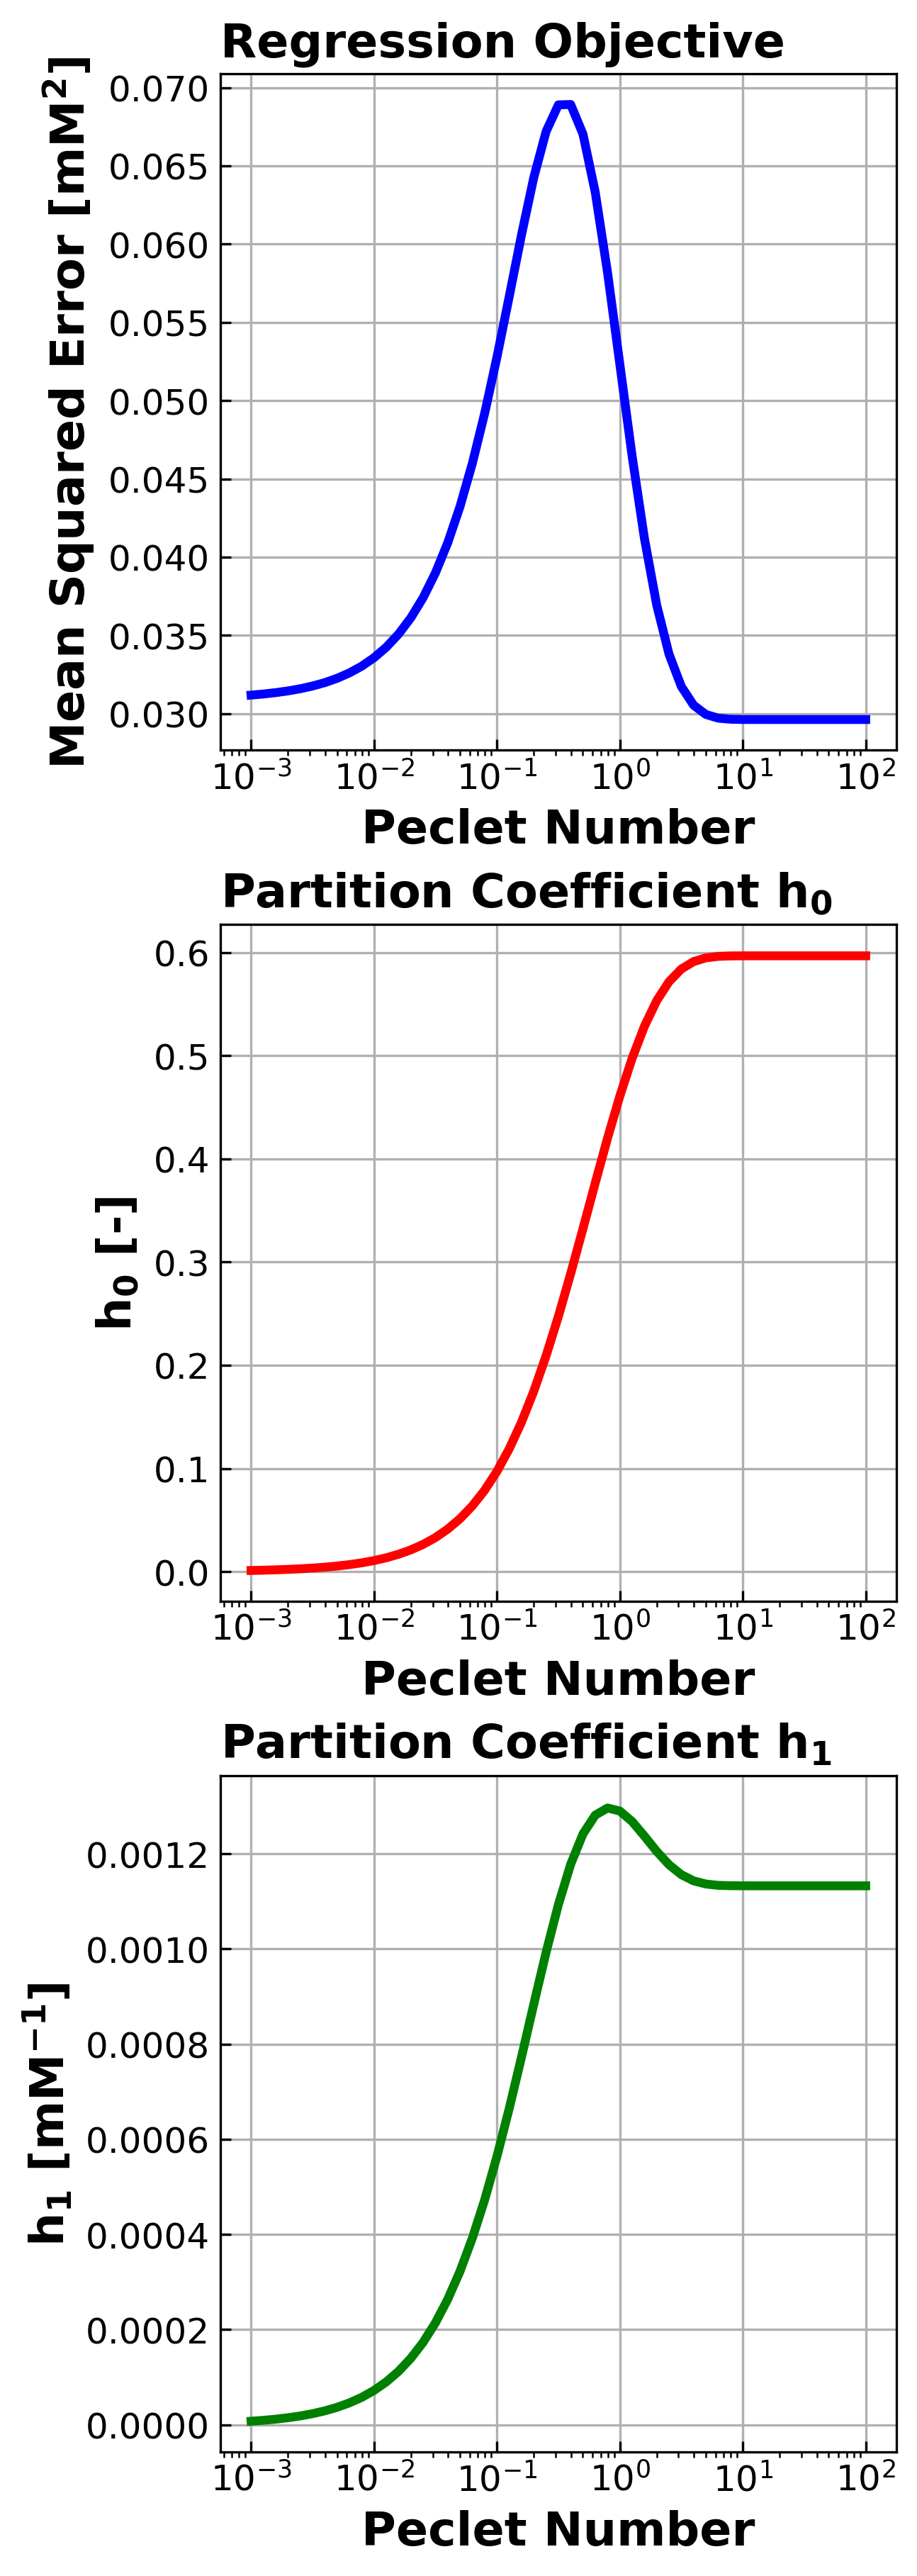 Regression Objective
Mean Squared Error [mM²]
0.070
0.065
0.060
0.055
0.050
0.045
0.040
0.035
0.030
10⁻³ 10⁻² 10⁻¹ 10⁰ 10¹ 10²
Peclet Number
Partition Coefficient h₀
h₀ [-]
0.6
0.5
0.4
0.3
0.2
0.1
0.0
10⁻³ 10⁻² 10⁻¹ 10⁰ 10¹ 10²
Peclet Number
Partition Coefficient h₁
h₁ [mM⁻¹]
0.0012
0.0010
0.0008
0.0006
0.0004
0.0002
0.0000
10⁻³ 10⁻² 10⁻¹ 10⁰ 10¹ 10²
Peclet Number